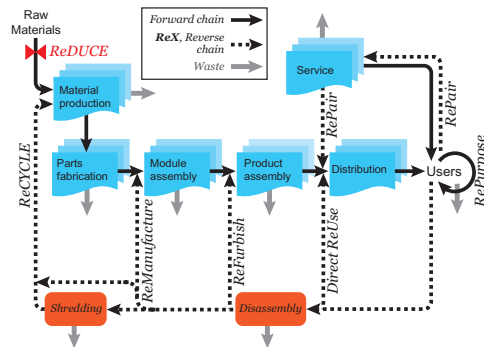 Raw
Materials
ReDUCE
Forward chain
ReX, Reverse
chain
Waste
Service
Material
production
RePair
RePair
Parts
fabrication
Module
assembly
Product
assembly
Distribution
Users
RePurpose
ReCYCLE
ReManufacture
ReFurbish
Direct ReUse
Shredding
Disassembly